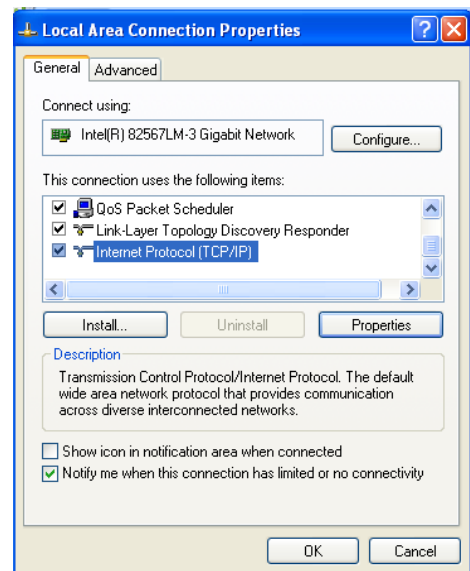 Local Area Connection Properties
General
Advanced
Connect using:
Intel(R) 82567LM-3 Gigabit Network
Configure...
This connection uses the following items:
QoS Packet Scheduler
Link-Layer Topology Discovery Responder
Internet Protocol (TCP/IP)
Install...
Uninstall
Properties
Description
Transmission Control Protocol/Internet Protocol. The default
wide area network protocol that provides communication
across diverse interconnected networks.
Show icon in notification area when connected
Notify me when this connection has limited or no connectivity
OK
Cancel